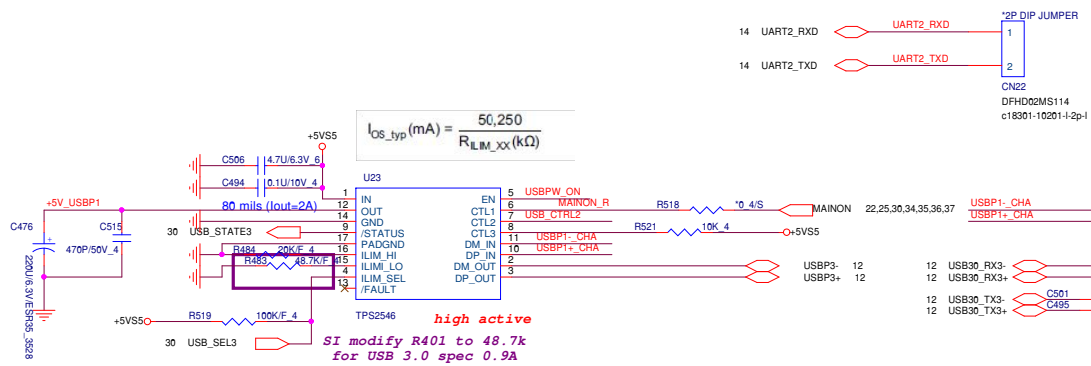 *2P DIP JUMPER
14 UART2_RXD UART2_RXD 1
14 UART2_TXD UART2_TXD 2
CN22
DFHD02MS114
c18301-10201-l-2p-l
I_OS_typ(mA) = 50,250 / R_ILIM_XX(kΩ)
+5VS5
C506 4.7U/6.3V_6
C494 0.1U/10V_4
80 mils (Iout=2A)
U23
+5V_USBP1
C476
220U/6.3V/ESR35_3528
C515
470P/50V_4
30 USB_STATE3
R484 20K/F_4
R483 48.7K/F_4
1 IN
12 OUT
14 GND
9 /STATUS
17 PADGND
16 ILIM_HI
15 ILIMI_LO
4 ILIM_SEL
13 /FAULT
EN 5 USBPW_ON
CTL1 6 MAINON_R R518 *0_4/S MAINON 22,25,30,34,35,36,37
CTL2 7 USB_CTRL2
CTL3 8 R521 10K_4 +5VS5
DM_IN 11 USBP1-_CHA
DP_IN 10 USBP1+_CHA
DM_OUT 2 USBP3- 12
DP_OUT 3 USBP3+ 12
TPS2546
USBP1-_CHA
USBP1+_CHA
12 USB30_RX3-
12 USB30_RX3+
12 USB30_TX3- C501
12 USB30_TX3+ C495
+5VS5 R519 100K/F_4
30 USB_SEL3
high active
SI modify R401 to 48.7k
for USB 3.0 spec 0.9A